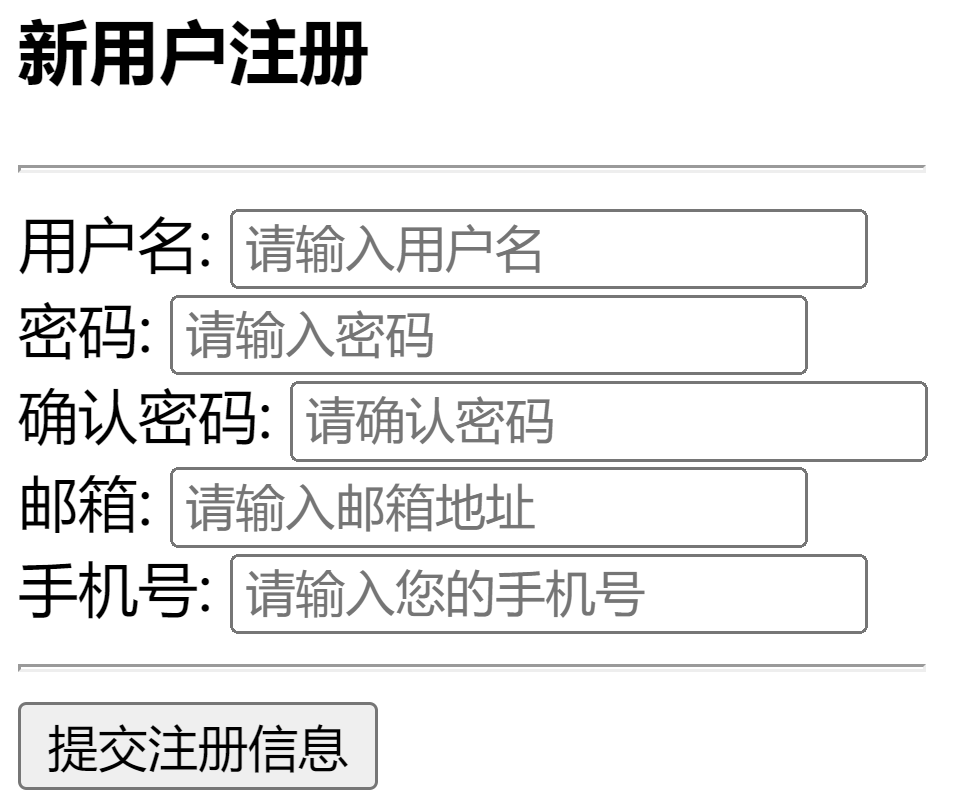 新用户注册
用户名: 请输入用户名
密码: 请输入密码
确认密码: 请确认密码
邮箱: 请输入邮箱地址
手机号: 请输入您的手机号
提交注册信息